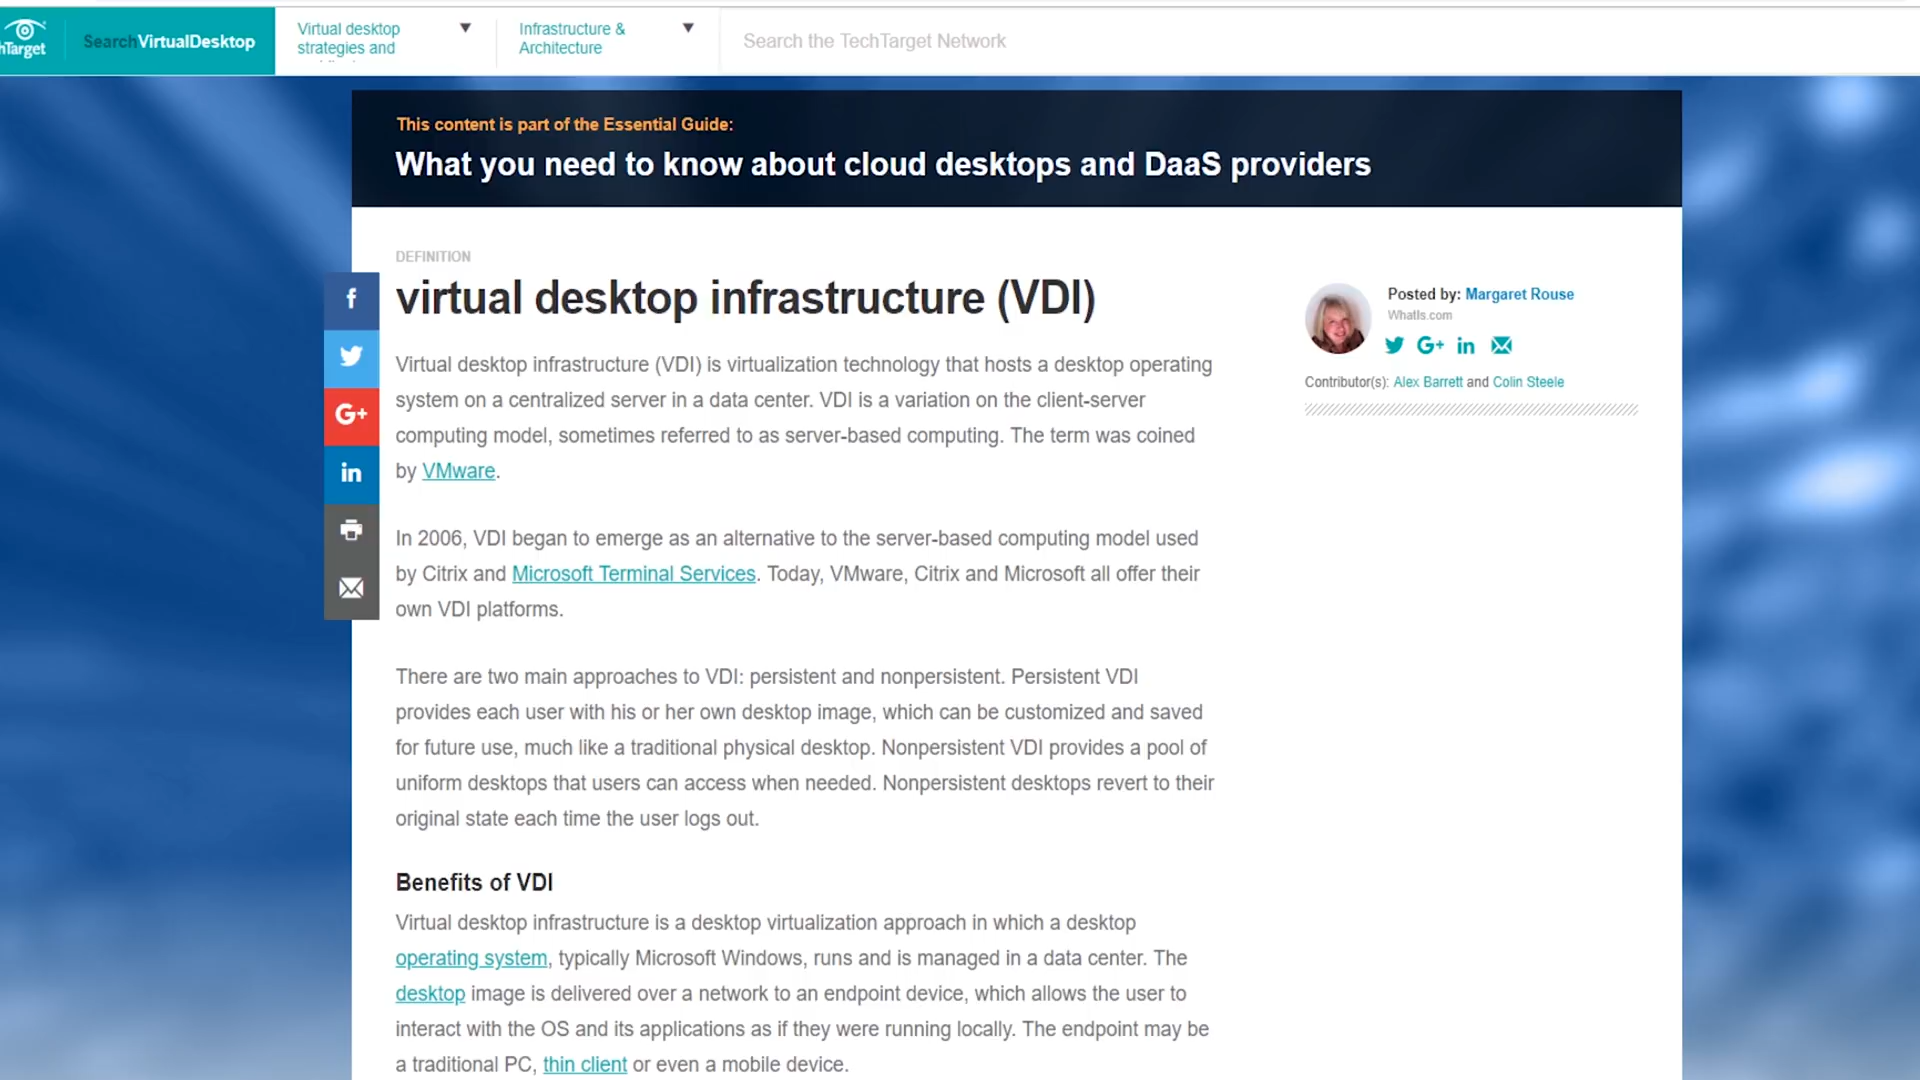 hTarget
SearchVirtualDesktop
Virtual desktop
strategies and
Infrastructure &
Architecture
Search the TechTarget Network
This content is part of the Essential Guide:
What you need to know about cloud desktops and DaaS providers
DEFINITION
virtual desktop infrastructure (VDI)
Virtual desktop infrastructure (VDI) is virtualization technology that hosts a desktop operating
system on a centralized server in a data center. VDI is a variation on the client-server
computing model, sometimes referred to as server-based computing. The term was coined
by VMware.
In 2006, VDI began to emerge as an alternative to the server-based computing model used
by Citrix and Microsoft Terminal Services. Today, VMware, Citrix and Microsoft all offer their
own VDI platforms.
There are two main approaches to VDI: persistent and nonpersistent. Persistent VDI
provides each user with his or her own desktop image, which can be customized and saved
for future use, much like a traditional physical desktop. Nonpersistent VDI provides a pool of
uniform desktops that users can access when needed. Nonpersistent desktops revert to their
original state each time the user logs out.
Benefits of VDI
Virtual desktop infrastructure is a desktop virtualization approach in which a desktop
operating system, typically Microsoft Windows, runs and is managed in a data center. The
desktop image is delivered over a network to an endpoint device, which allows the user to
interact with the OS and its applications as if they were running locally. The endpoint may be
a traditional PC, thin client or even a mobile device.
f
G+
in
Posted by: Margaret Rouse
WhatIs.com
G+ in
Contributor(s): Alex Barrett and Colin Steele